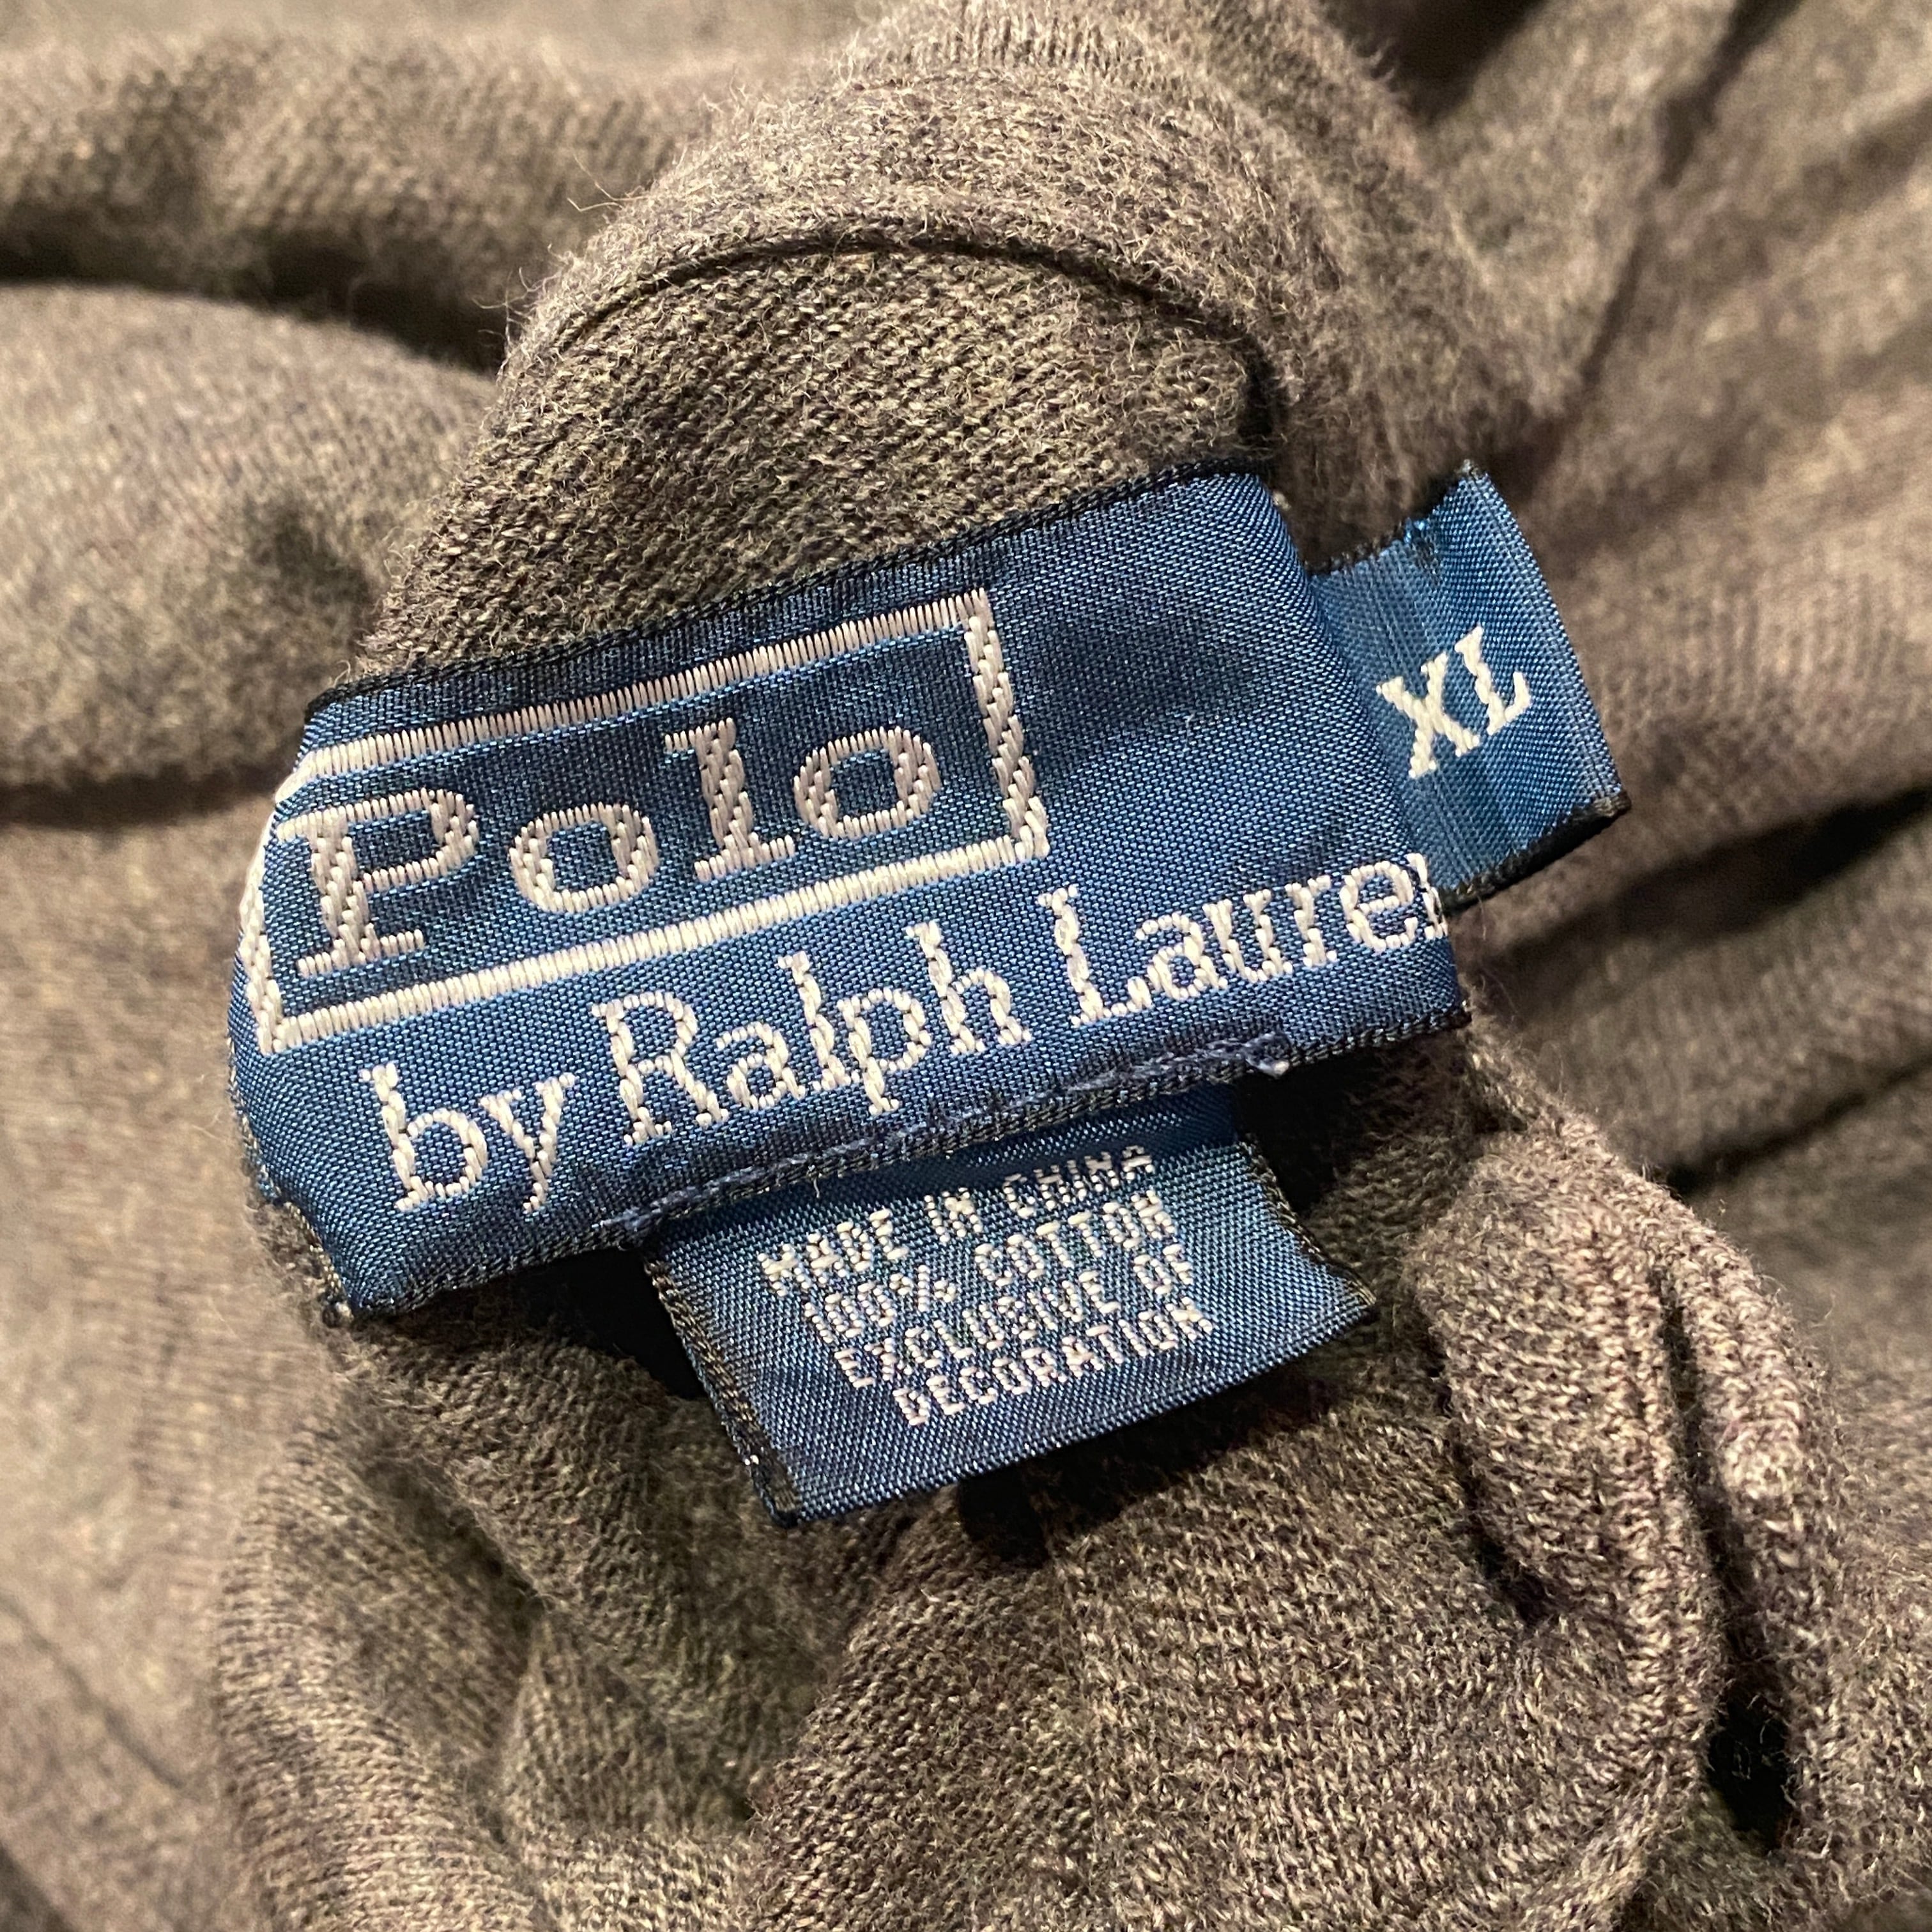 Polo
by Ralph Lauren
XL
MADE IN CHINA
100% COTTON
EXCLUSIVE OF
DECORATION